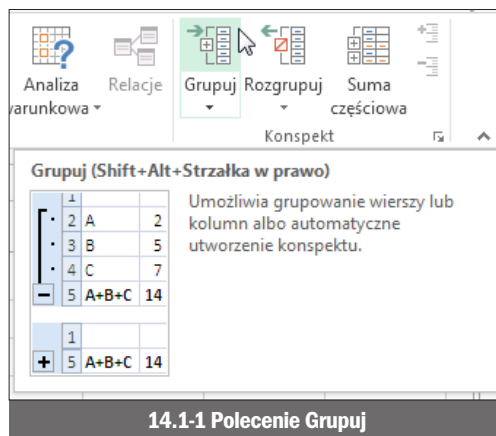 Analiza
warunkowa
Relacje
Grupuj
Rozgrupuj
Suma
częściowa
Konspekt
Grupuj (Shift+Alt+Strzałka w prawo)
1
2 A 2
3 B 5
4 C 7
5 A+B+C 14
1
5 A+B+C 14
Umożliwia grupowanie wierszy lub
kolumn albo automatyczne
utworzenie konspektu.
14.1-1 Polecenie Grupuj